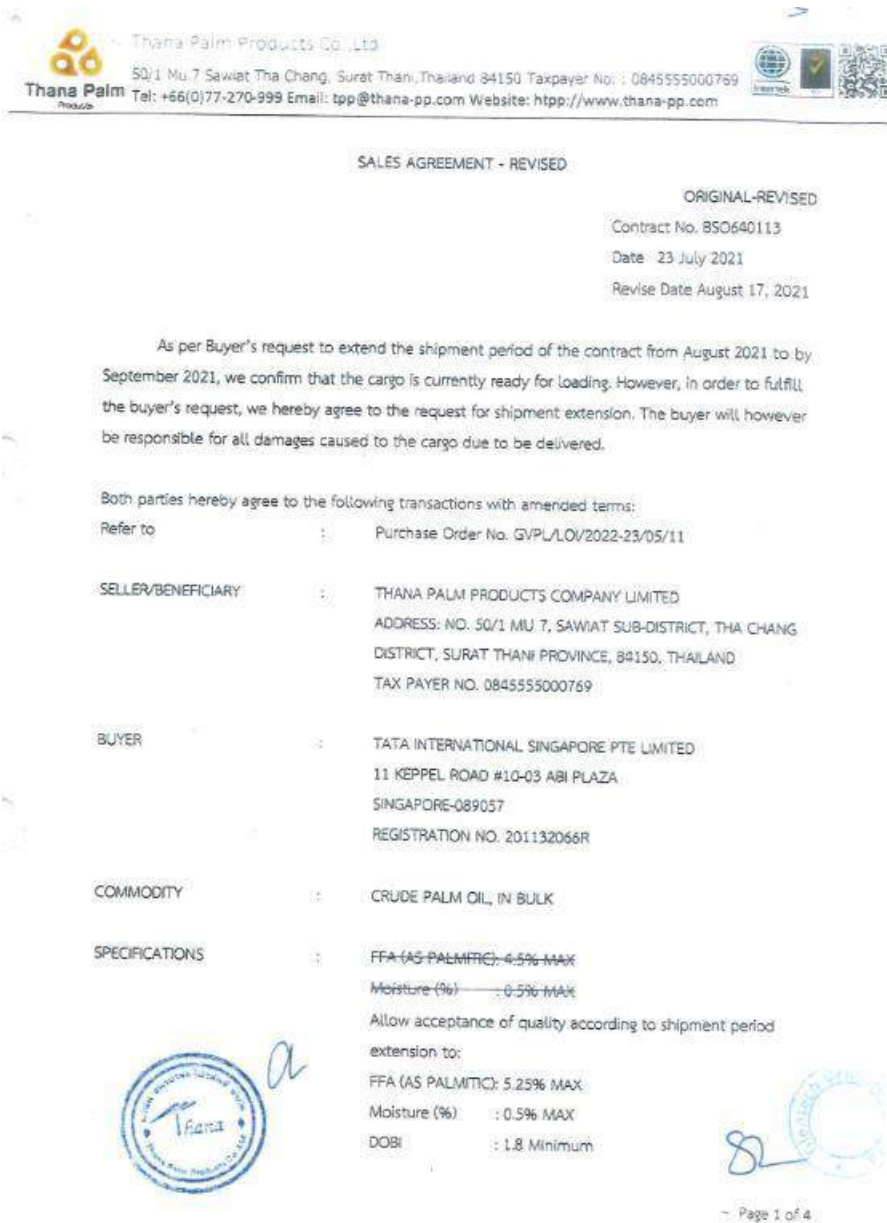 Thana Palm Products Co.,Ltd
50/1 Mu 7 Sawiat Tha Chang, Surat Thani,Thailand 84150 Taxpayer No. : 0845555000769
Thana Palm
Products
Tel: +66(0)77-270-999 Email: tpp@thana-pp.com Website: htpp://www.thana-pp.com
intertek
SALES AGREEMENT - REVISED
ORIGINAL-REVISED
Contract No. BSO640113
Date 23 July 2021
Revise Date August 17, 2021
As per Buyer's request to extend the shipment period of the contract from August 2021 to by
September 2021, we confirm that the cargo is currently ready for loading. However, in order to fulfill
the buyer's request, we hereby agree to the request for shipment extension. The buyer will however
be responsible for all damages caused to the cargo due to be delivered.
Both parties hereby agree to the following transactions with amended terms:
Refer to : Purchase Order No. GVPL/LOI/2022-23/05/11
SELLER/BENEFICIARY : THANA PALM PRODUCTS COMPANY LIMITED
ADDRESS: NO. 50/1 MU 7, SAWIAT SUB-DISTRICT, THA CHANG
DISTRICT, SURAT THANI PROVINCE, 84150, THAILAND
TAX PAYER NO. 0845555000769
BUYER : TATA INTERNATIONAL SINGAPORE PTE LIMITED
11 KEPPEL ROAD #10-03 ABI PLAZA
SINGAPORE-089057
REGISTRATION NO. 201132066R
COMMODITY : CRUDE PALM OIL, IN BULK
SPECIFICATIONS : FFA (AS PALMITIC): 4.5% MAX
Moisture (%) : 0.5% MAX
Allow acceptance of quality according to shipment period
extension to:
FFA (AS PALMITIC): 5.25% MAX
Moisture (%) : 0.5% MAX
DOBI : 1.8 Minimum
Thana
Thana Palm Products Co.,Ltd
~ Page 1 of 4